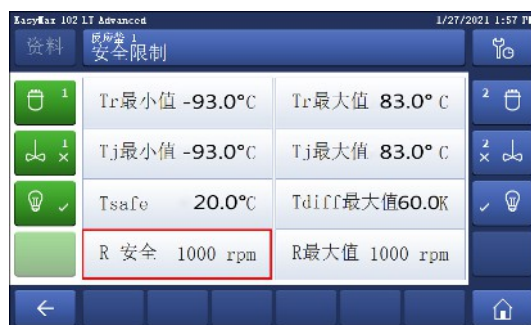 EasyMax 102 LT Advanced 1/27/2021 1:57 P
资料
反应釜 1
安全限制
1 Tr最小值 -93.0°C Tr最大值 83.0°C 2
1 Tj最小值 -93.0°C Tj最大值 83.0°C 2
Tsafe 20.0°C Tdiff最大值60.0K
R 安全 1000 rpm R最大值 1000 rpm